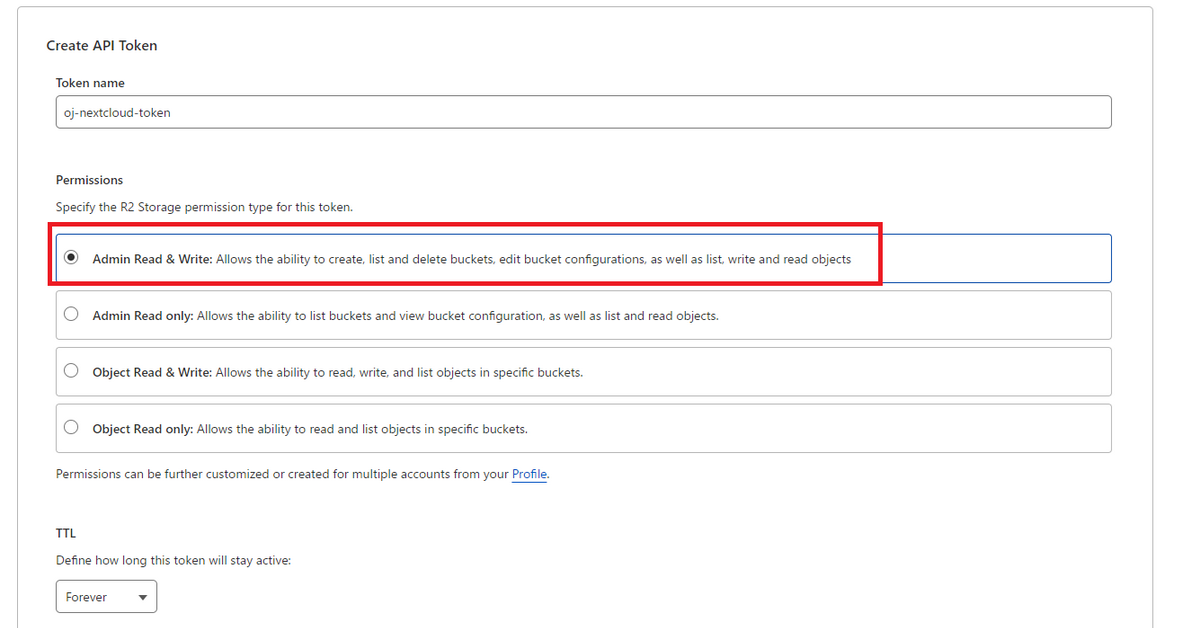 Create API Token
Token name
oj-nextcloud-token
Permissions
Specify the R2 Storage permission type for this token.
Admin Read & Write: Allows the ability to create, list and delete buckets, edit bucket configurations, as well as list, write and read objects
Admin Read only: Allows the ability to list buckets and view bucket configuration, as well as list and read objects.
Object Read & Write: Allows the ability to read, write, and list objects in specific buckets.
Object Read only: Allows the ability to read and list objects in specific buckets.
Permissions can be further customized or created for multiple accounts from your Profile.
TTL
Define how long this token will stay active:
Forever